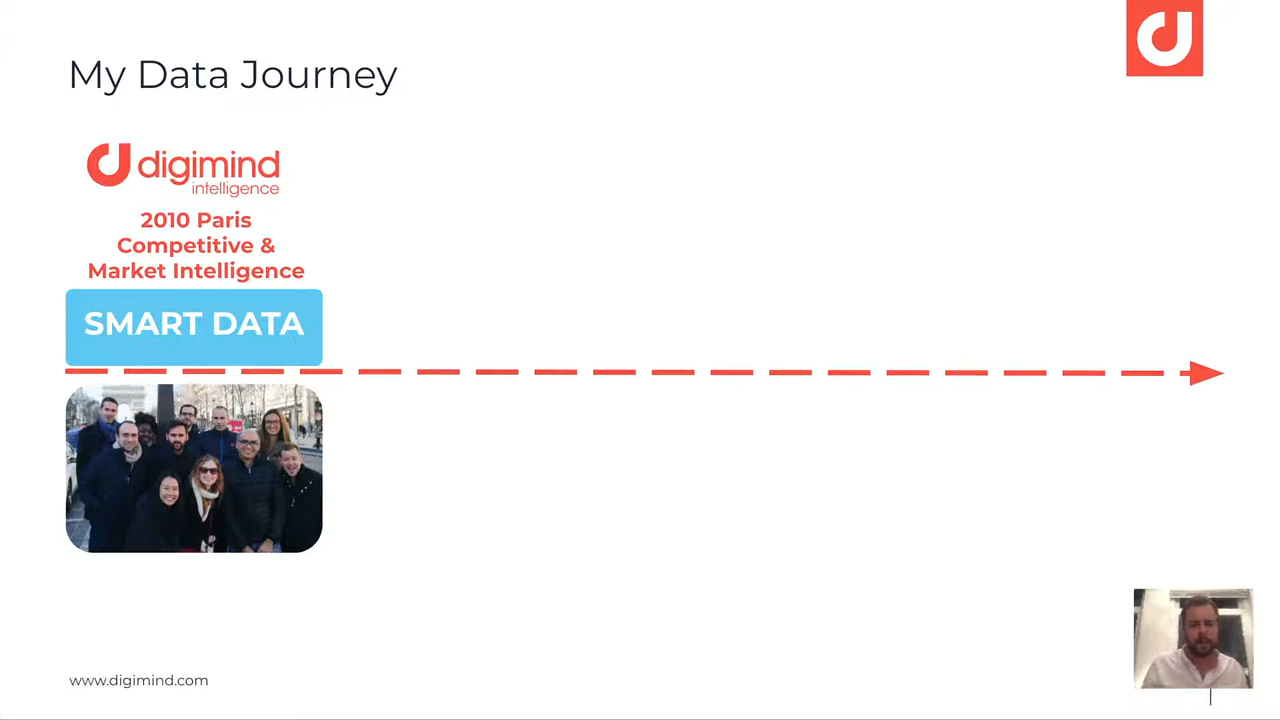 My Data Journey
digimind
intelligence
2010 Paris
Competitive &
Market Intelligence
SMART DATA
www.digimind.com